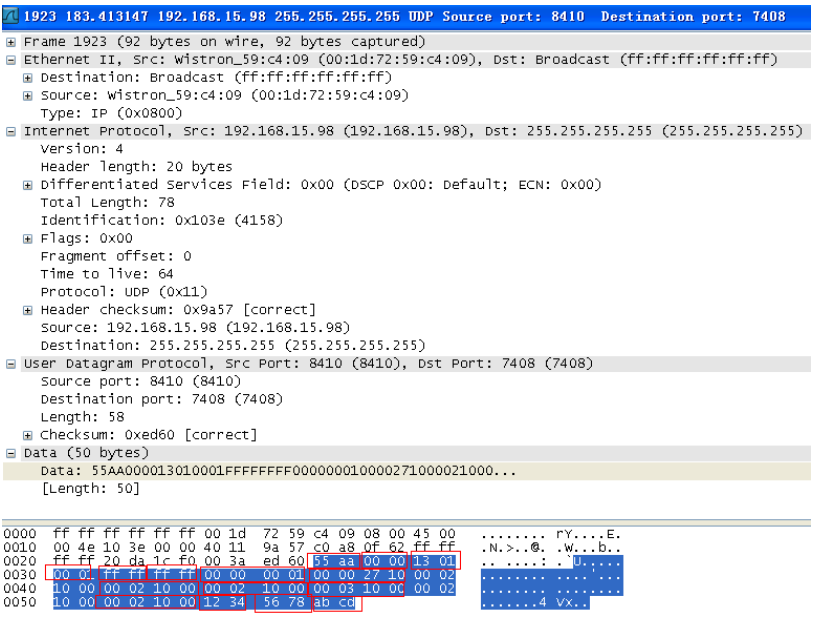 1923 183.413147 192.168.15.98 255.255.255.255 UDP Source port: 8410 Destination port: 7408
Frame 1923 (92 bytes on wire, 92 bytes captured)
Ethernet II, Src: Wistron_59:c4:09 (00:1d:72:59:c4:09), Dst: Broadcast (ff:ff:ff:ff:ff:ff)
Destination: Broadcast (ff:ff:ff:ff:ff:ff)
Source: Wistron_59:c4:09 (00:1d:72:59:c4:09)
Type: IP (0x0800)
Internet Protocol, Src: 192.168.15.98 (192.168.15.98), Dst: 255.255.255.255 (255.255.255.255)
Version: 4
Header length: 20 bytes
Differentiated Services Field: 0x00 (DSCP 0x00: Default; ECN: 0x00)
Total Length: 78
Identification: 0x103e (4158)
Flags: 0x00
Fragment offset: 0
Time to live: 64
Protocol: UDP (0x11)
Header checksum: 0x9a57 [correct]
Source: 192.168.15.98 (192.168.15.98)
Destination: 255.255.255.255 (255.255.255.255)
User Datagram Protocol, Src Port: 8410 (8410), Dst Port: 7408 (7408)
Source port: 8410 (8410)
Destination port: 7408 (7408)
Length: 58
Checksum: 0xed60 [correct]
Data (50 bytes)
Data: 55AA000013010001FFFFFFFF000000010000271000021000...
[Length: 50]
0000 ff ff ff ff ff ff 00 1d 72 59 c4 09 08 00 45 00 ........ rY....E.
0010 00 4e 10 3e 00 00 40 11 9a 57 c0 a8 0f 62 ff ff .N.>..@. .W...b..
0020 ff ff 20 da 1c f0 00 3a ed 60 55 aa 00 00 13 01 .. ....: .`U.....
0030 00 01 ff ff ff ff 00 00 00 01 00 00 27 10 00 02 ........ ....'...
0040 10 00 00 02 10 00 00 02 10 00 00 03 10 00 00 02 ........ ........
0050 10 00 00 02 10 00 12 34 56 78 ab cd .......4 Vx..